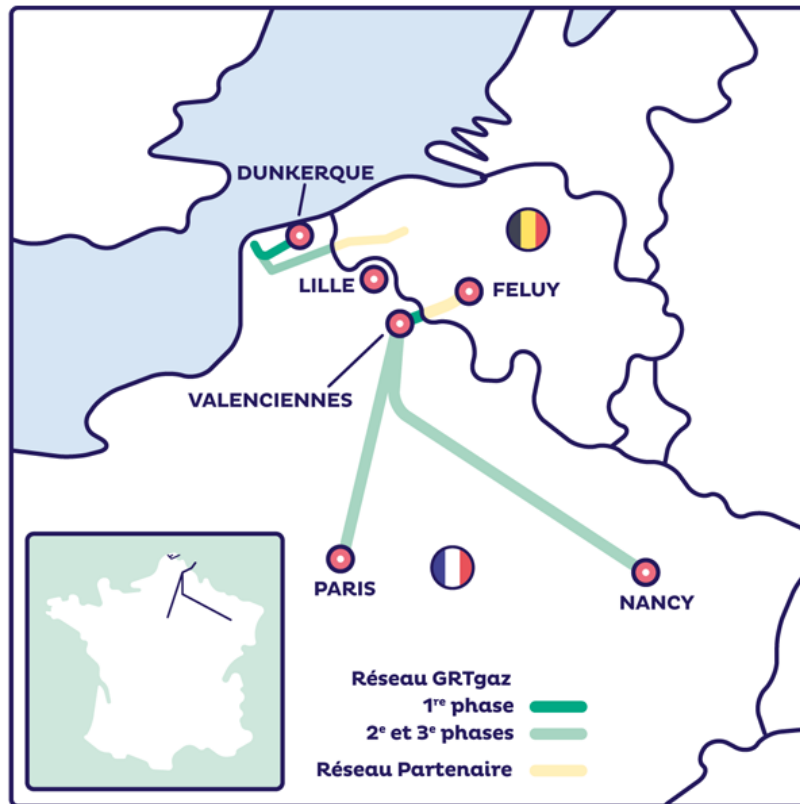 DUNKERQUE
LILLE
FELUY
VALENCIENNES
PARIS
NANCY
Réseau GRTgaz
1re phase
2e et 3e phases
Réseau Partenaire